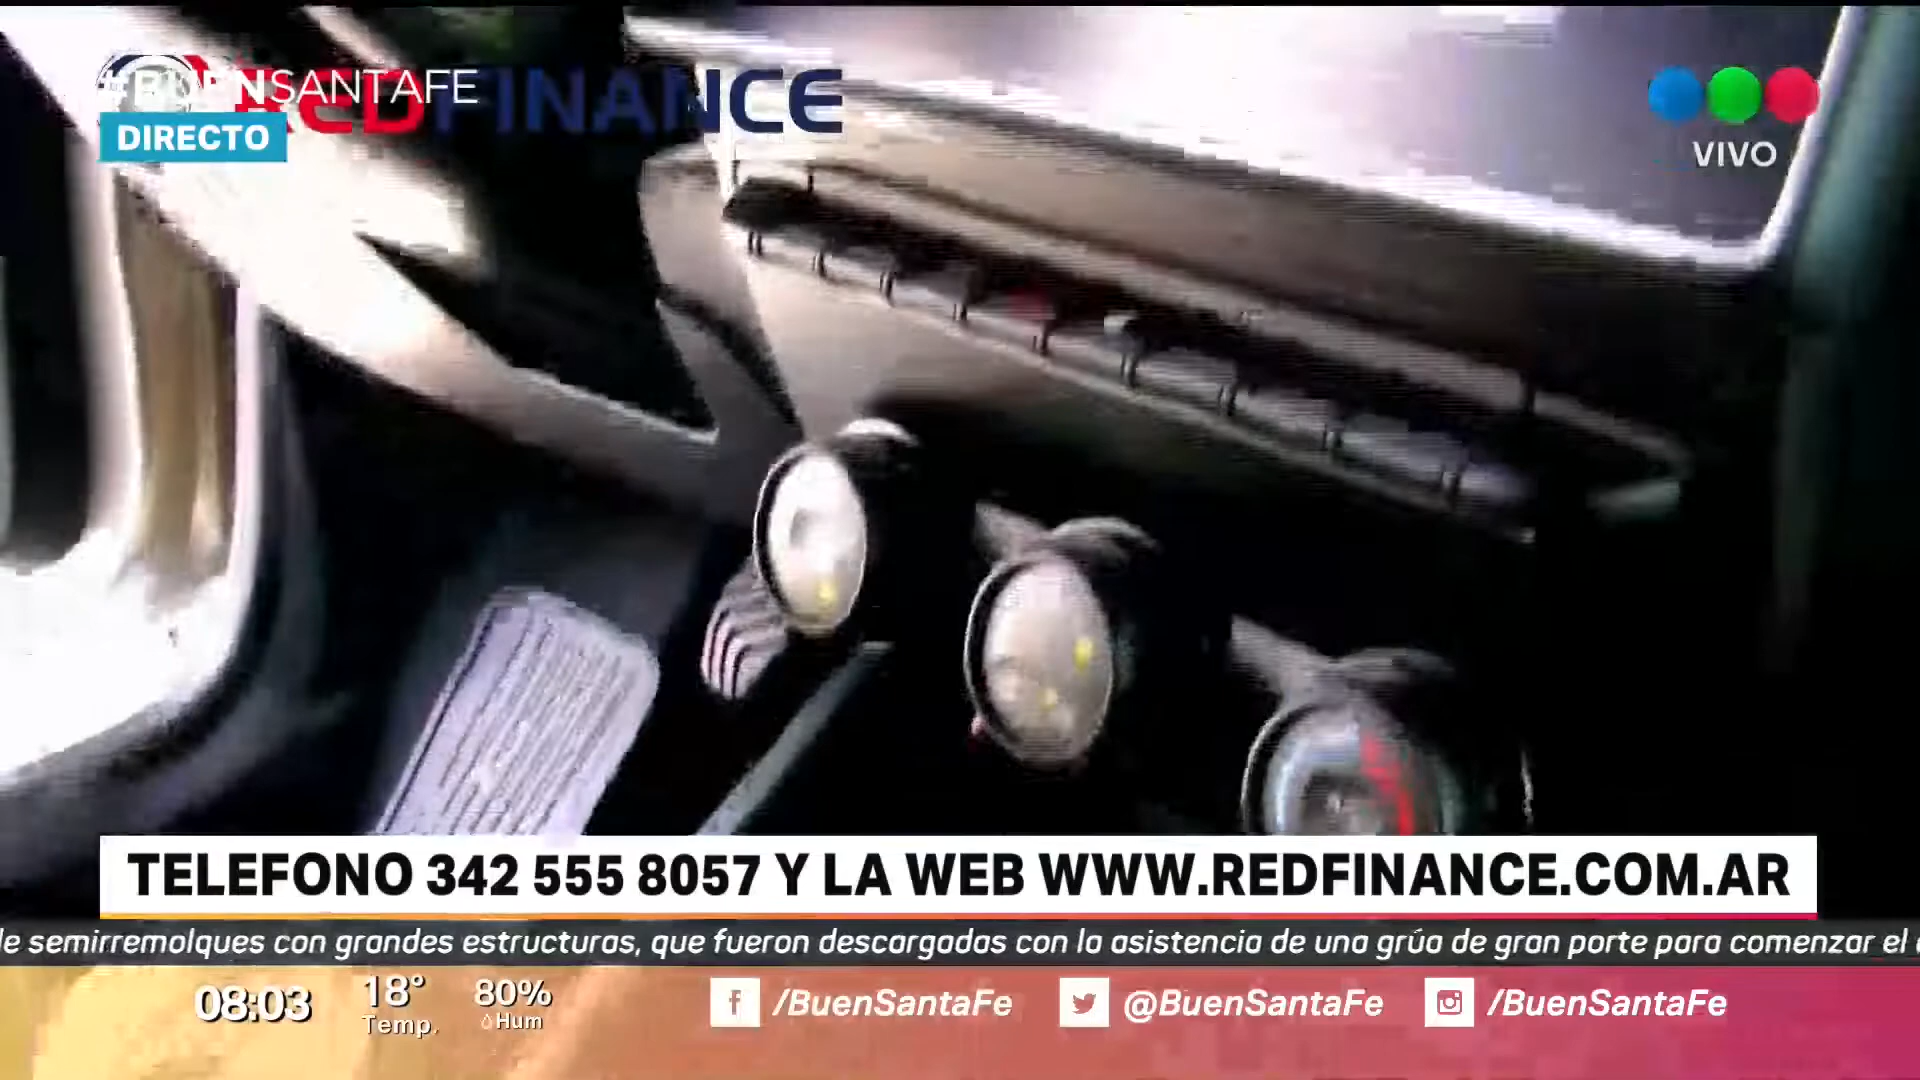 #BUENSANTAFE
REDFINANCE
DIRECTO
VIVO
TELEFONO 342 555 8057 Y LA WEB WWW.REDFINANCE.COM.AR
de semirremolques con grandes estructuras, que fueron descargadas con la asistencia de una grúa de gran porte para comenzar el
08:03 18° Temp. 80% Hum /BuenSantaFe @BuenSantaFe /BuenSantaFe